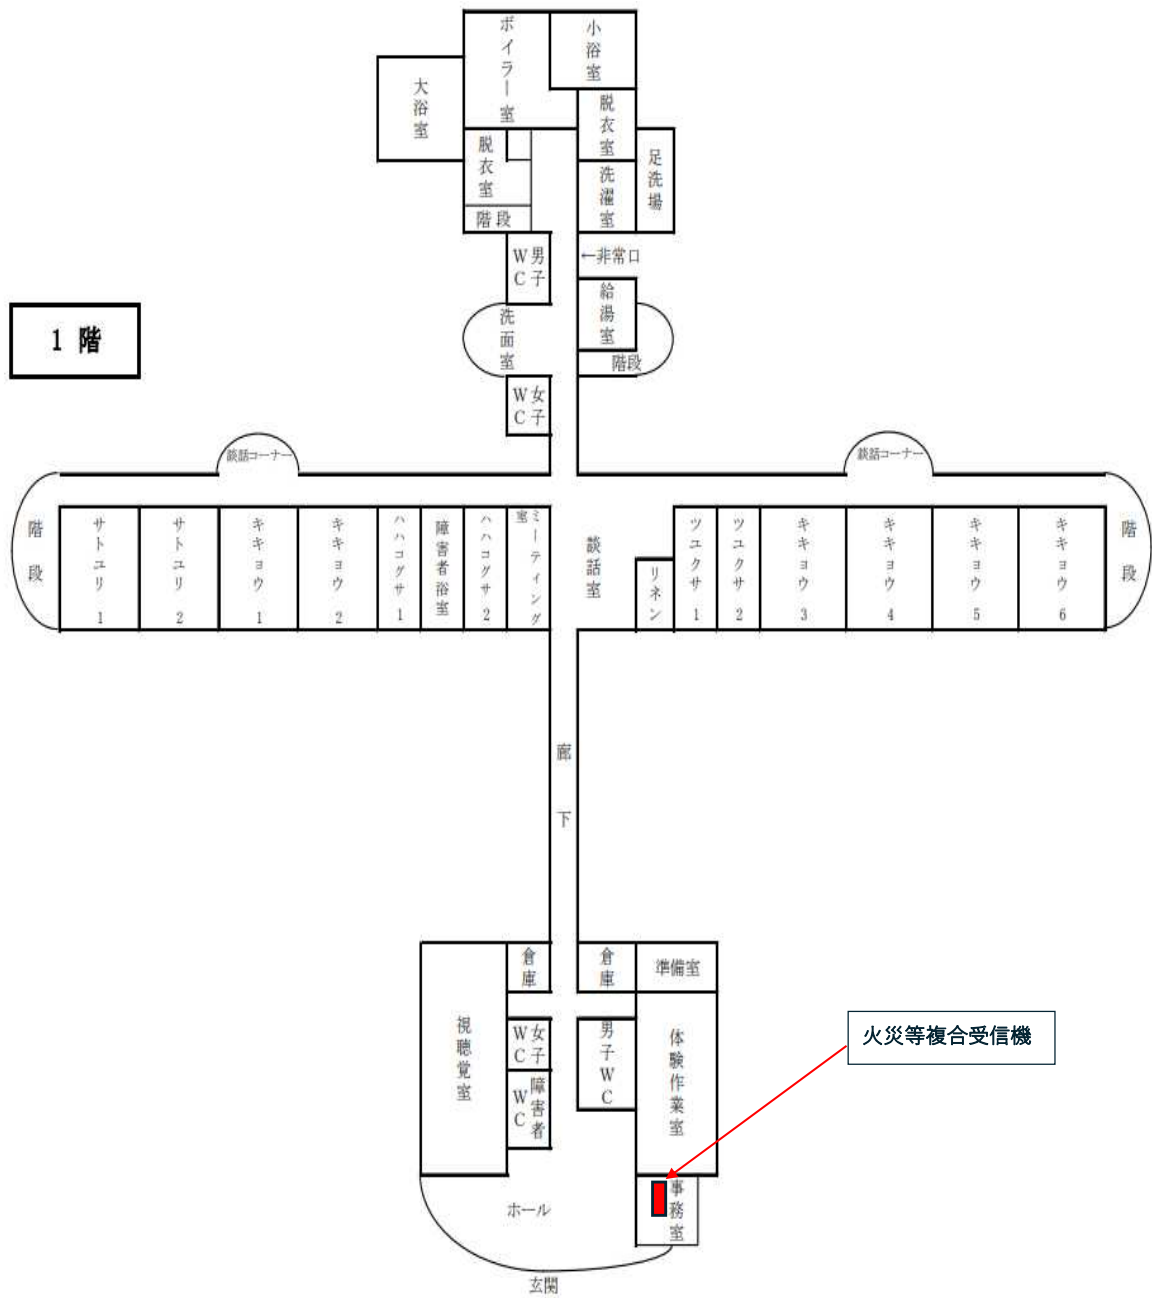 ボイラー室
小浴室
大浴室
脱衣室
脱衣室
洗濯室
足洗場
階段
男子WC
←非常口
給湯室
洗面室
階段
1 階
女子WC
談話コーナー
談話コーナー
階段
サトユリ1
サトユリ2
キキョウ1
キキョウ2
ハハコグサ1
障害者浴室
ハハコグサ2
ミーティング室
談話室
リネン
ツユクサ1
ツユクサ2
キキョウ3
キキョウ4
キキョウ5
キキョウ6
階段
廊下
倉庫
倉庫
準備室
視聴覚室
女子WC
男子WC
体験作業室
火災等複合受信機
障害者WC
ホール
事務室
玄関